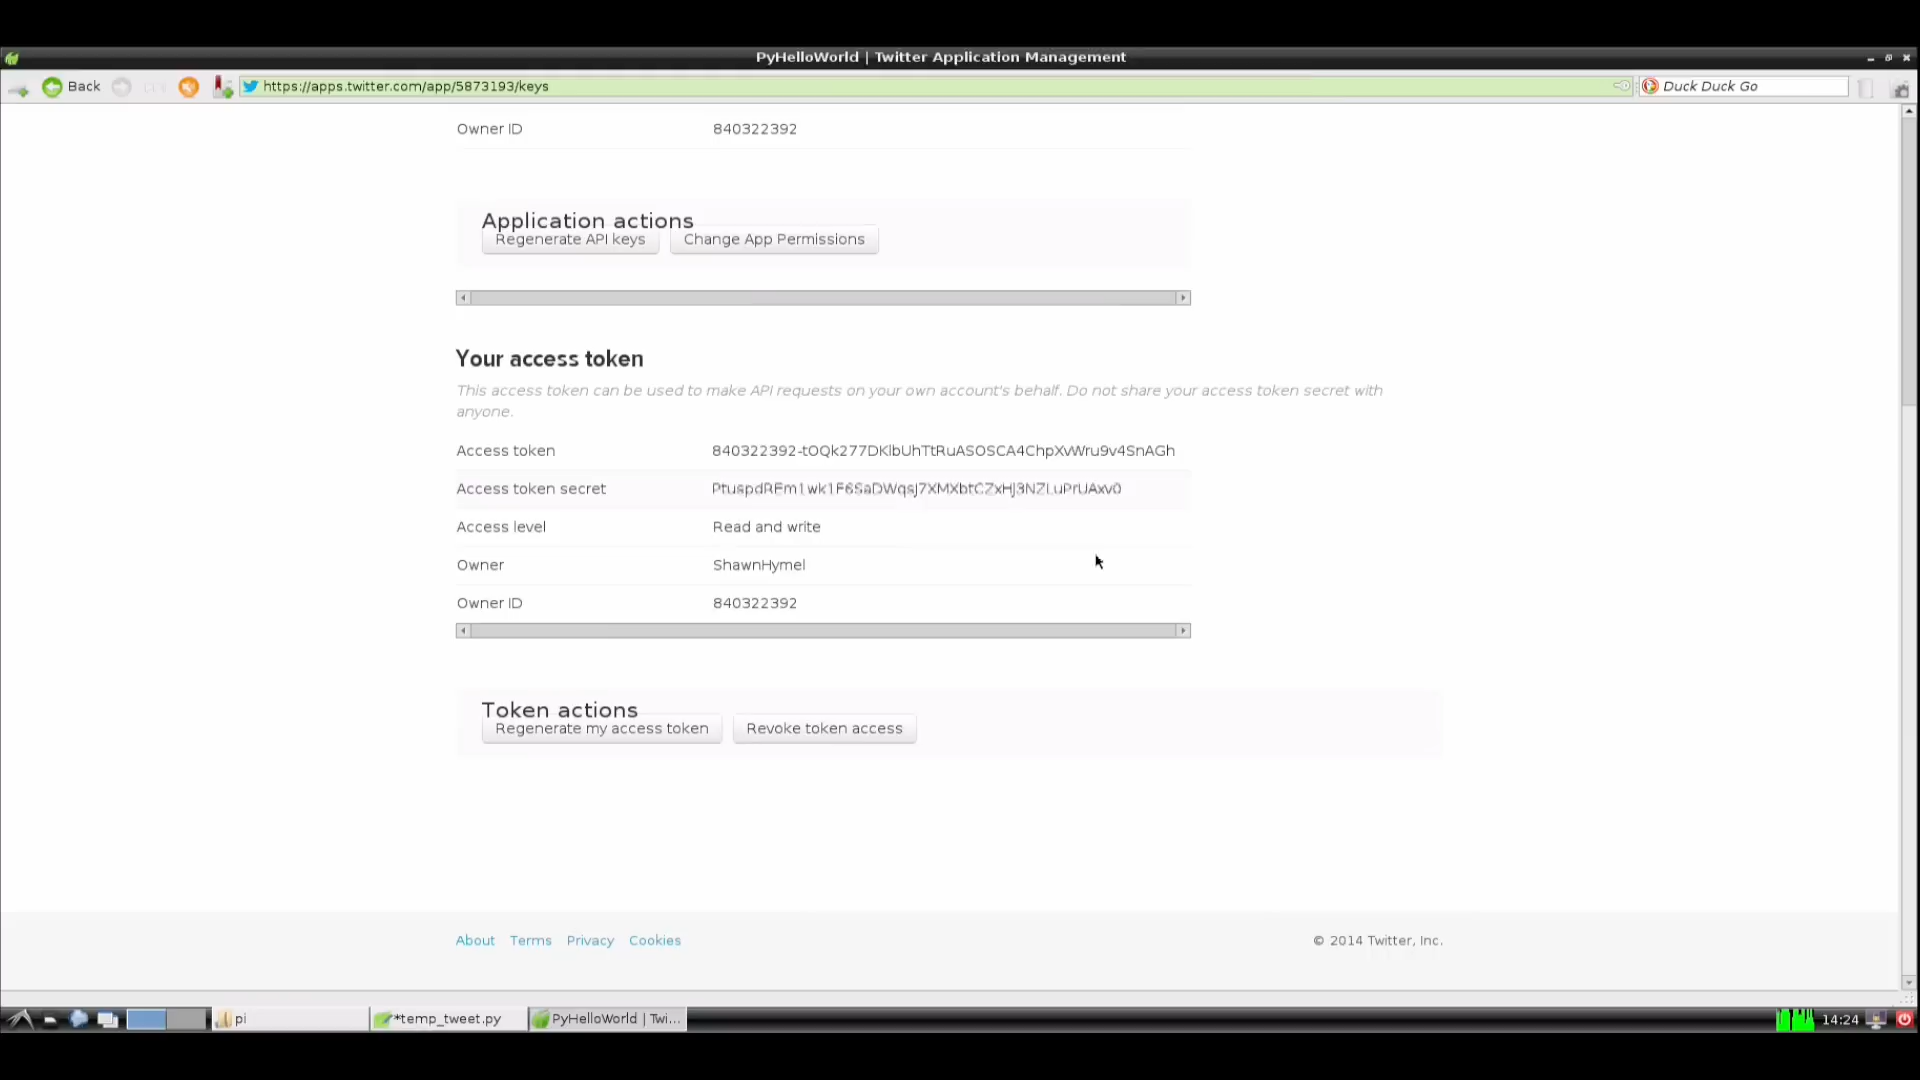 PyHelloWorld | Twitter Application Management
Back
https://apps.twitter.com/app/5873193/keys
Duck Duck Go
Owner ID 840322392
Application actions
Regenerate API keys Change App Permissions
Your access token
This access token can be used to make API requests on your own account's behalf. Do not share your access token secret with
anyone.
Access token 840322392-tOQk277DKlbUhTtRuASOSCA4ChpXvWru9v4SnAGh
Access token secret
Access level Read and write
Owner ShawnHymel
Owner ID 840322392
Token actions
Regenerate my access token Revoke token access
About Terms Privacy Cookies
© 2014 Twitter, Inc.
pi
*temp_tweet.py
PyHelloWorld | Twi...
14:24